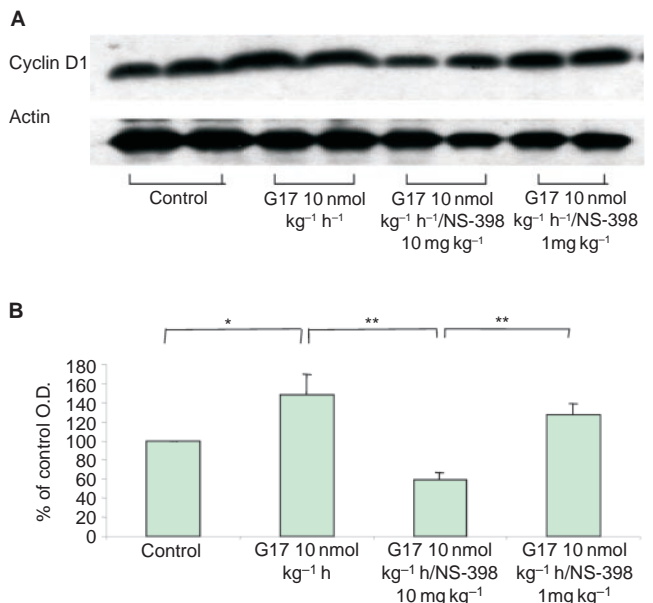 A
Cyclin D1
Actin
Control
G17 10 nmol
kg⁻¹ h⁻¹
G17 10 nmol
kg⁻¹ h⁻¹/NS-398
10 mg kg⁻¹
G17 10 nmol
kg⁻¹ h⁻¹/NS-398
1mg kg⁻¹
B
*
**
**
% of control O.D.
180
160
140
120
100
80
60
40
20
0
Control
G17 10 nmol
kg⁻¹ h
G17 10 nmol
kg⁻¹ h/NS-398
10 mg kg⁻¹
G17 10 nmol
kg⁻¹ h/NS-398
1mg kg⁻¹